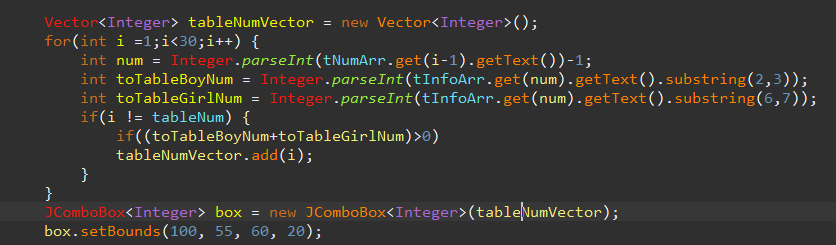 Vector<Integer> tableNumVector = new Vector<Integer>();
for(int i =1;i<30;i++) {
int num = Integer.parseInt(tNumArr.get(i-1).getText())-1;
int toTableBoyNum = Integer.parseInt(tInfoArr.get(num).getText().substring(2,3));
int toTableGirlNum = Integer.parseInt(tInfoArr.get(num).getText().substring(6,7));
if(i != tableNum) {
if((toTableBoyNum+toTableGirlNum)>0)
tableNumVector.add(i);
}
}
JComboBox<Integer> box = new JComboBox<Integer>(tableNumVector);
box.setBounds(100, 55, 60, 20);